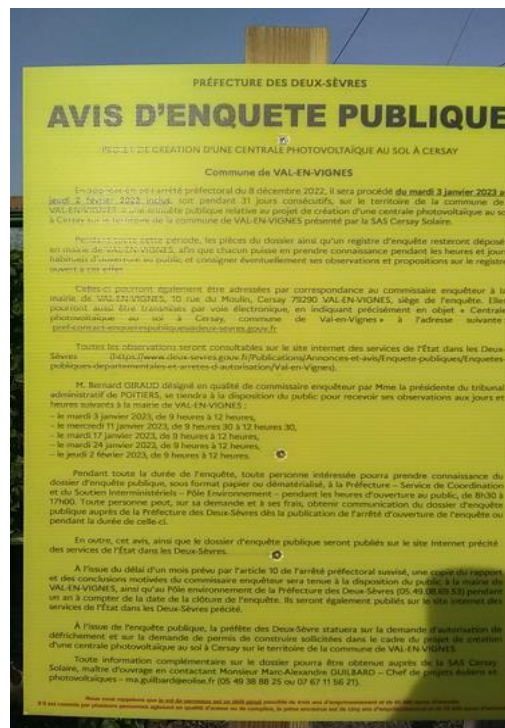 PRÉFECTURE DES DEUX-SÈVRES
AVIS D'ENQUETE PUBLIQUE
PROJET DE CREATION D'UNE CENTRALE PHOTOVOLTAÏQUE AU SOL À CERSAY
Commune de VAL-EN-VIGNES
En application de l'arrêté préfectoral du 8 décembre 2022, il sera procédé du mardi 3 janvier 2023 au
jeudi 2 février 2023 inclus, soit pendant 31 jours consécutifs, sur le territoire de la commune de
VAL-EN-VIGNES, à une enquête publique relative au projet de création d'une centrale photovoltaïque au sol
à Cersay sur le territoire de la commune de VAL-EN-VIGNES présenté par la SAS Cersay Solaire.
Pendant toute cette période, les pièces du dossier ainsi qu'un registre d'enquête resteront déposés
en mairie de VAL-EN-VIGNES, afin que chacun puisse en prendre connaissance pendant les heures et jours
habituels d'ouverture au public et consigner éventuellement ses observations et propositions sur le registre
ouvert à cet effet.
Celles-ci pourront également être adressées par correspondance au commissaire enquêteur à la
mairie de VAL-EN-VIGNES, 10 rue du Moulin, Cersay 79290 VAL-EN-VIGNES, siège de l'enquête. Elles
pourront aussi être transmises par voie électronique, en indiquant précisément en objet « Centrale
photovoltaïque au sol à Cersay, commune de Val-en-Vignes » à l'adresse suivante :
pref-contact-enquetespubliques@deux-sevres.gouv.fr
Toutes les observations seront consultables sur le site internet des services de l'État dans les Deux-
Sèvres (https://www.deux-sevres.gouv.fr/Publications/Annonces-et-avis/Enquete-publiques/Enquetes-
publiques-departementales-et-arretes-d-autorisation/Val-en-Vignes).
M. Bernard GIRAUD désigné en qualité de commissaire enquêteur par Mme la présidente du tribunal
administratif de POITIERS, se tiendra à la disposition du public pour recevoir ses observations aux jours et
heures suivants à la mairie de VAL-EN-VIGNES :
- le mardi 3 janvier 2023, de 9 heures à 12 heures,
- le mercredi 11 janvier 2023, de 9 heures 30 à 12 heures 30,
- le mardi 17 janvier 2023, de 9 heures à 12 heures,
- le mardi 24 janvier 2023, de 9 heures à 12 heures,
- le jeudi 2 février 2023, de 9 heures à 12 heures.
Pendant toute la durée de l'enquête, toute personne intéressée pourra prendre connaissance du
dossier d'enquête publique, sous format papier ou dématérialisé, à la Préfecture – Service de Coordination
et du Soutien Interministériels – Pôle Environnement – pendant les heures d'ouverture au public, de 8h30 à
17h00. Toute personne peut, sur sa demande et à ses frais, obtenir communication du dossier d'enquête
publique auprès de la Préfecture des Deux-Sèvres dès la publication de l'arrêté d'ouverture de l'enquête ou
pendant la durée de celle-ci.
En outre, cet avis, ainsi que le dossier d'enquête publique seront publiés sur le site Internet précité
des services de l'État dans les Deux-Sèvres.
À l'issue du délai d'un mois prévu par l'article 10 de l'arrêté préfectoral susvisé, une copie du rapport
et des conclusions motivées du commissaire enquêteur sera tenue à la disposition du public à la mairie de
VAL-EN-VIGNES, ainsi qu'au Pôle environnement de la Préfecture des Deux-Sèvres (05.49.08.69.53) pendant
un an à compter de la date de la clôture de l'enquête. Ils seront également publiés sur le site internet des
services de l'État dans les Deux-Sèvres précité.
À l'issue de l'enquête publique, la préfète des Deux-Sèvre statuera sur la demande d'autorisation de
défrichement et sur la demande de permis de construire sollicitées dans le cadre du projet de création
d'une centrale photovoltaïque au sol à Cersay sur le territoire de la commune de VAL-EN-VIGNES.
Toute information complémentaire sur le dossier pourra être obtenue auprès de la SAS Cersay
Solaire, maître d'ouvrage en contactant Monsieur Marc-Alexandre GUILBARD – Chef de projets éoliens et
photovoltaïques – ma.guilbard@eolise.fr (05 49 38 88 25 ou 07 67 11 56 21).